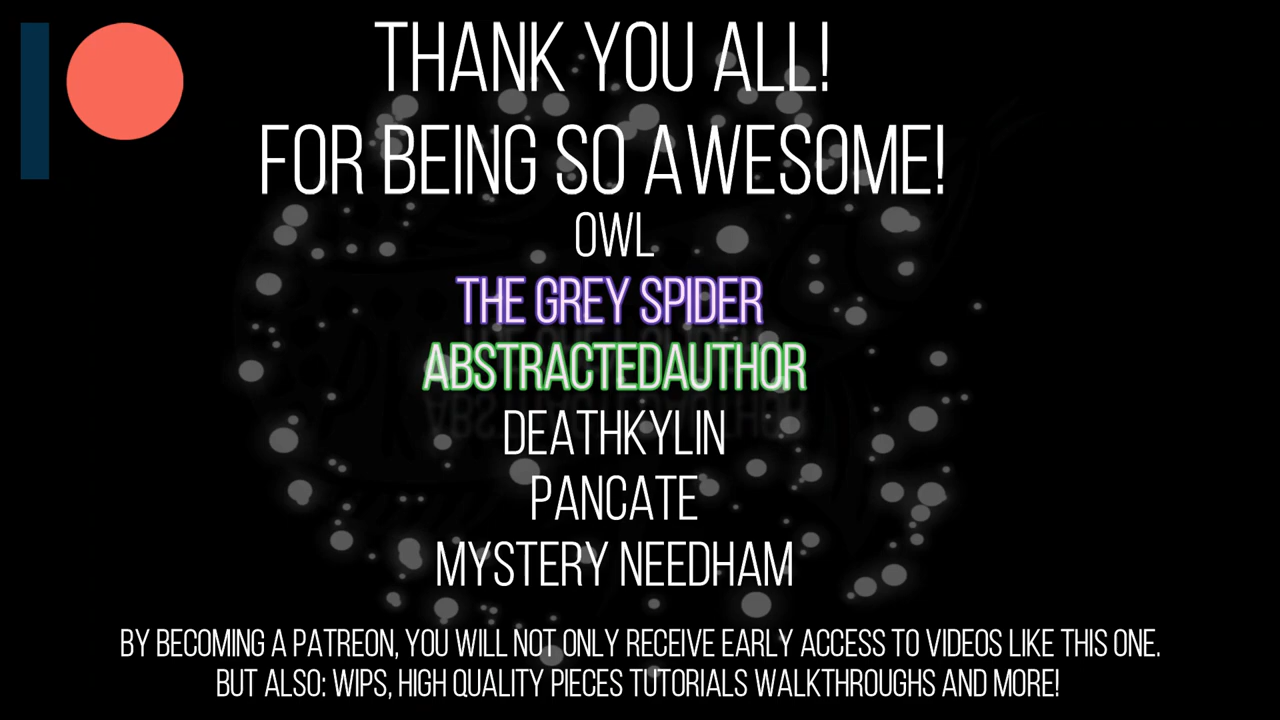 THANK YOU ALL!
FOR BEING SO AWESOME!
OWL
THE GREY SPIDER
ABSTRACTEDAUTHOR
DEATHKYLIN
PANCATE
MYSTERY NEEDHAM
BY BECOMING A PATREON, YOU WILL NOT ONLY RECEIVE EARLY ACCESS TO VIDEOS LIKE THIS ONE.
BUT ALSO: WIPS, HIGH QUALITY PIECES TUTORIALS WALKTHROUGHS AND MORE!